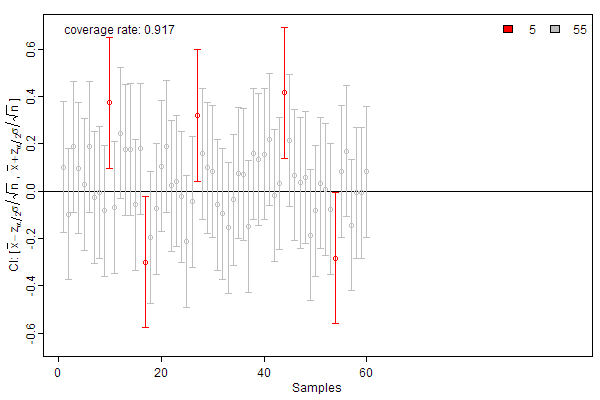 coverage rate: 0.917
5 55
CI: [ x̅ − z_{α/2}σ/√n , x̅ + z_{α/2}σ/√n ]
0.6
0.4
0.2
0.0
-0.2
-0.4
-0.6
0 20 40 60
Samples